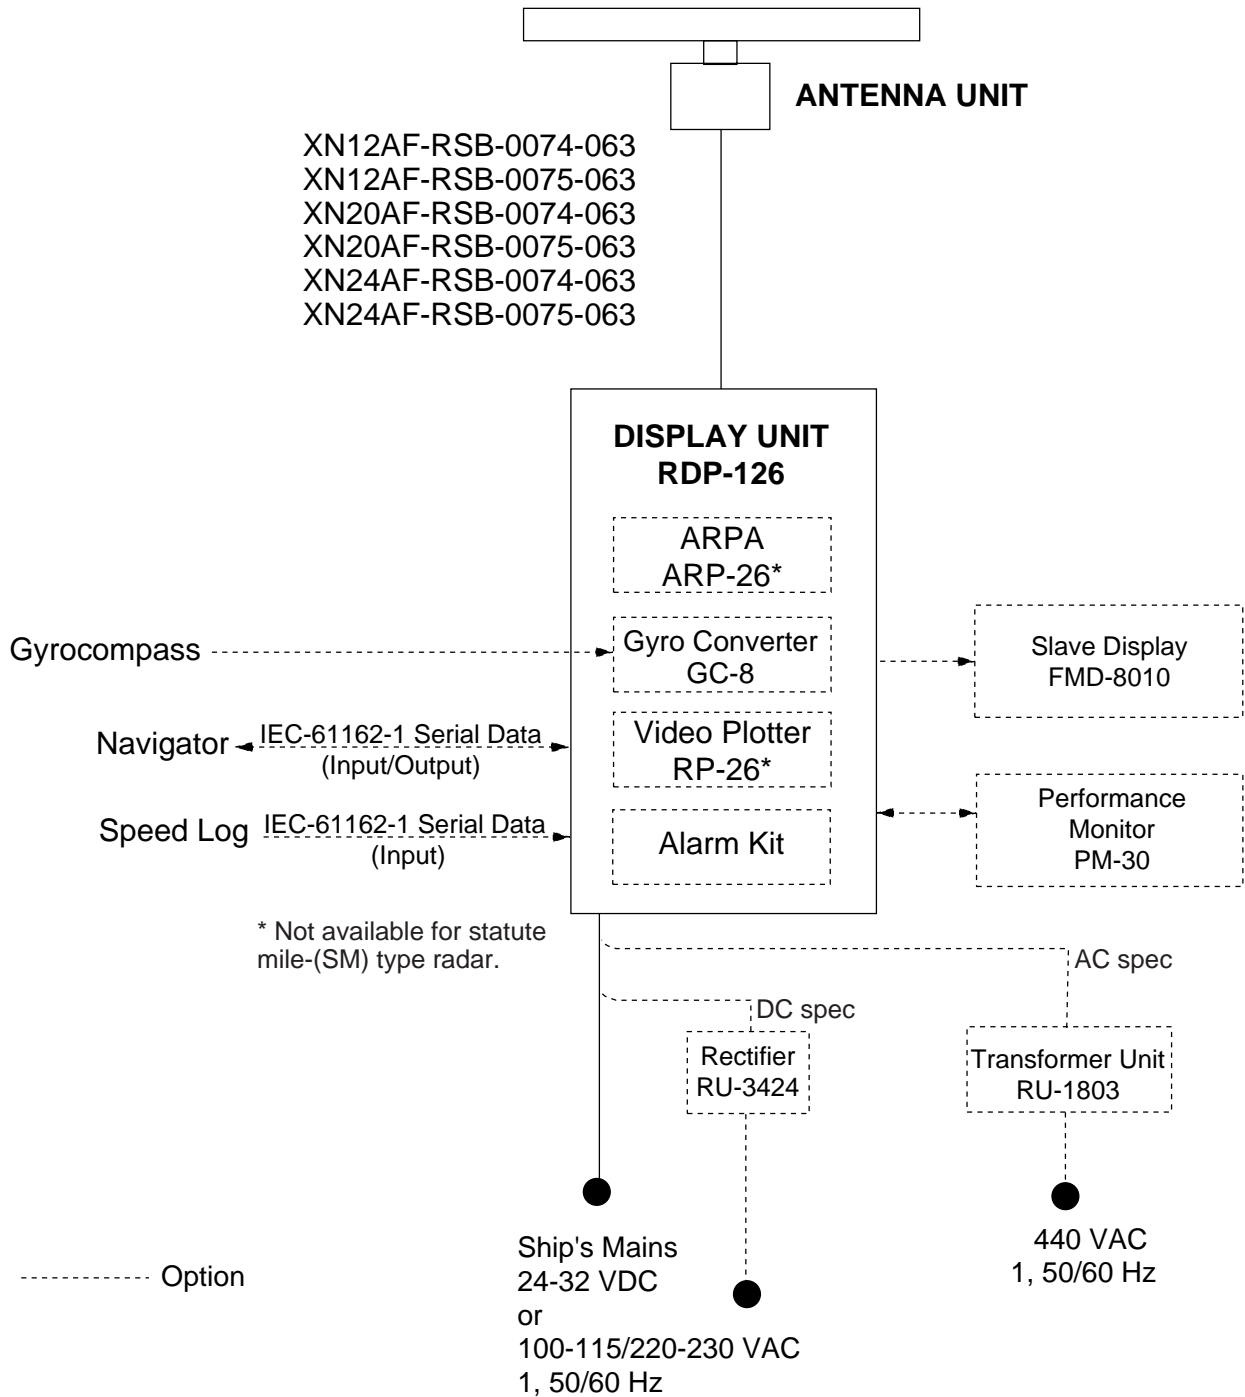 ANTENNA UNIT
XN12AF-RSB-0074-063
XN12AF-RSB-0075-063
XN20AF-RSB-0074-063
XN20AF-RSB-0075-063
XN24AF-RSB-0074-063
XN24AF-RSB-0075-063
DISPLAY UNIT
RDP-126
ARPA
ARP-26*
Gyrocompass
Gyro Converter
GC-8
Slave Display
FMD-8010
Navigator
IEC-61162-1 Serial Data
(Input/Output)
Video Plotter
RP-26*
Speed Log
IEC-61162-1 Serial Data
(Input)
Alarm Kit
Performance
Monitor
PM-30
* Not available for statute
mile-(SM) type radar.
AC spec
DC spec
Rectifier
RU-3424
Transformer Unit
RU-1803
Ship's Mains
24-32 VDC
or
100-115/220-230 VAC
1, 50/60 Hz
440 VAC
1, 50/60 Hz
Option